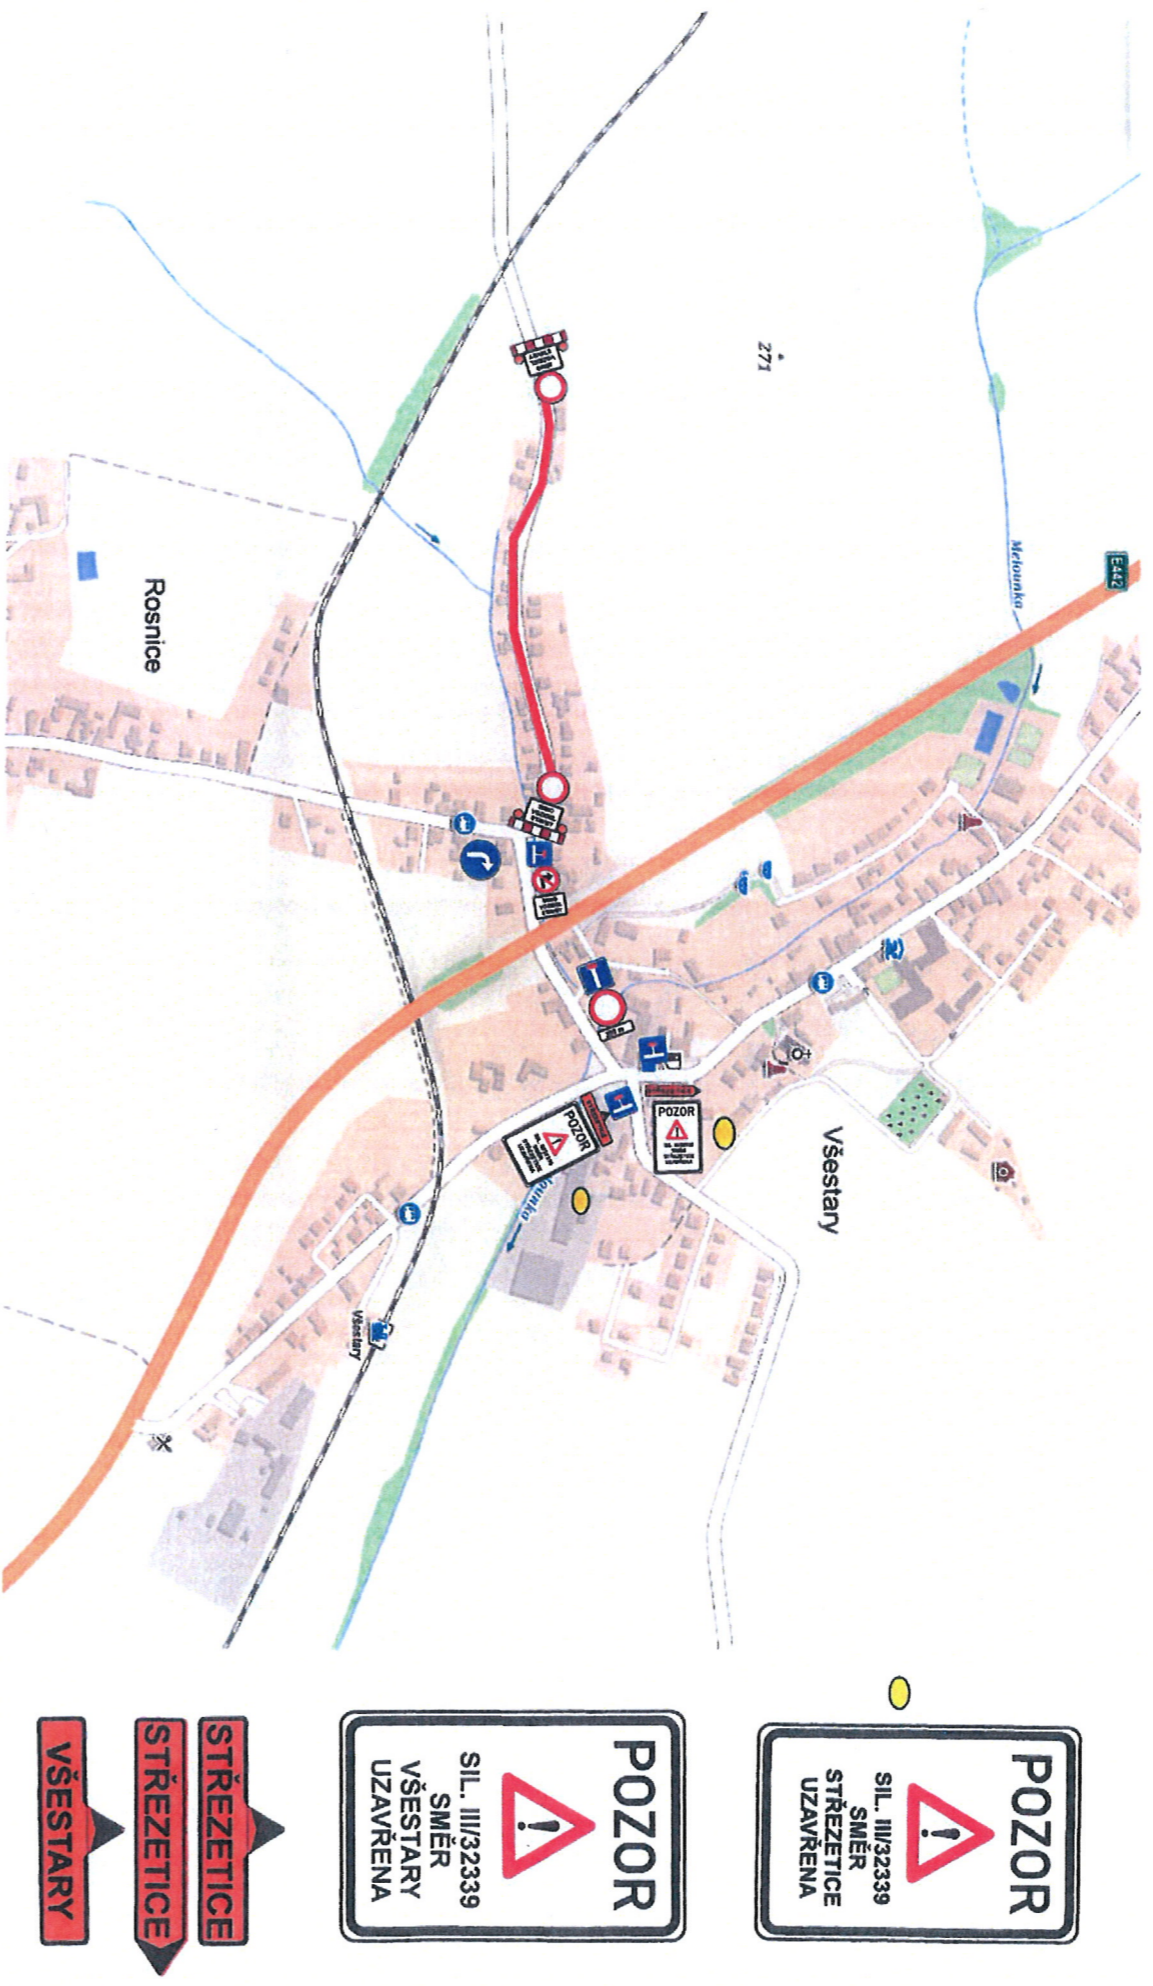 271
Melounka
E442
Rosnice
Všestary
POZOR
POZOR
Všestary
POZOR
SIL. III/32339
SMĚR
STŘEZETICE
UZAVŘENA
POZOR
SIL. III/32339
SMĚR
VŠESTARY
UZAVŘENA
STŘEZETICE
STŘEZETICE
VŠESTARY